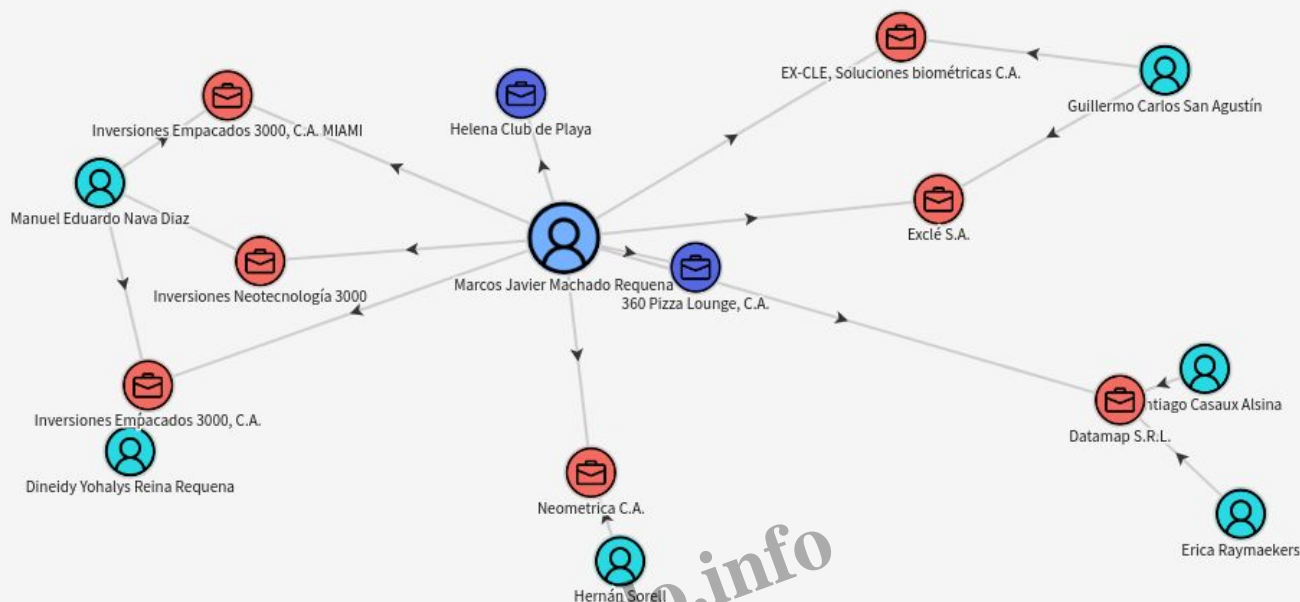 EX-CLE, Soluciones biométricas C.A.
Guillermo Carlos San Agustín
Inversiones Empacados 3000, C.A. MIAMI
Helena Club de Playa
Manuel Eduardo Nava Diaz
Exclé S.A.
Marcos Javier Machado Requena
Inversiones Neotecnología 3000
360 Pizza Lounge, C.A.
ntiago Casaux Alsina
Inversiones Empacados 3000, C.A.
Datamap S.R.L.
Dineidy Yohalys Reina Requena
Neometrica C.A.
Erica Raymaekers
Hernán Sorell
o.info